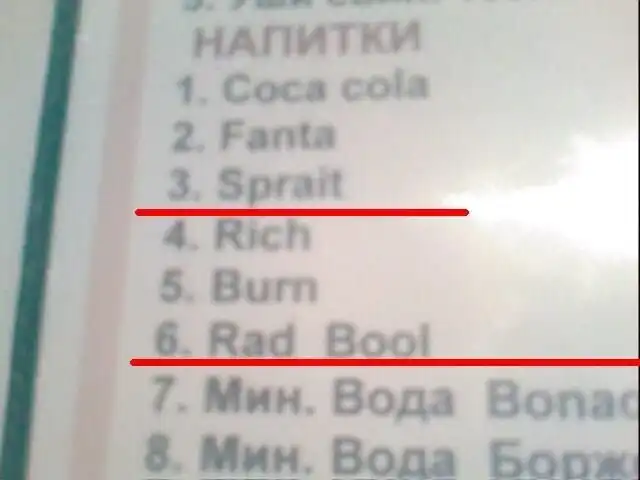 НАПИТКИ
1. Coca cola
2. Fanta
3. Sprait
4. Rich
5. Burn
6. Rad Bool
7. Мин. Вода
8. Мин. Вода